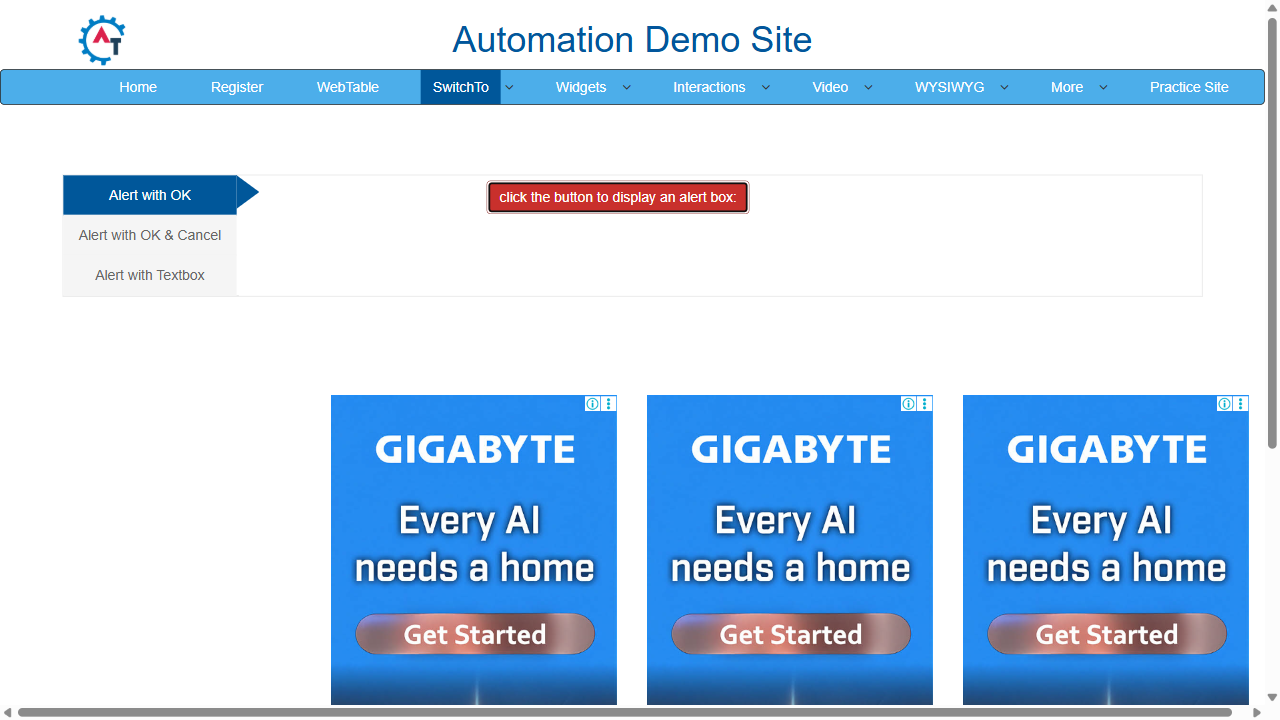 AT
Automation Demo Site
Home Register WebTable SwitchTo Widgets Interactions Video WYSIWYG More Practice Site
Alert with OK
click the button to display an alert box:
Alert with OK & Cancel
Alert with Textbox
GIGABYTE
Every AI
needs a home
Get Started
GIGABYTE
Every AI
needs a home
Get Started
GIGABYTE
Every AI
needs a home
Get Started